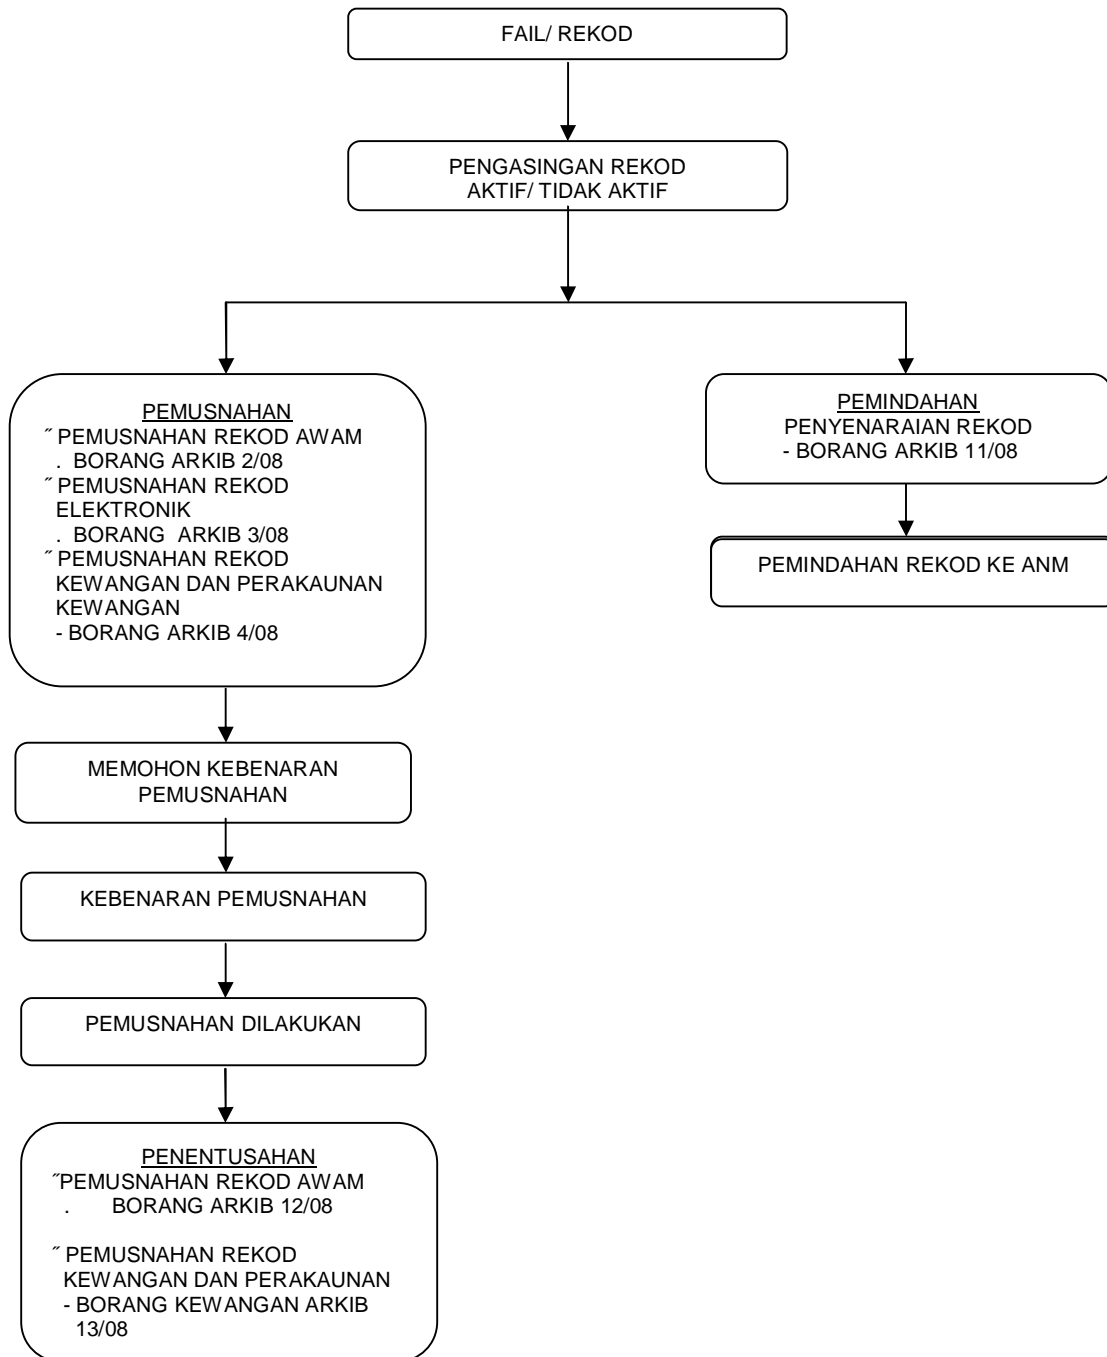 FAIL/ REKOD
PENGASINGAN REKOD
AKTIF/ TIDAK AKTIF
PEMUSNAHAN
˝ PEMUSNAHAN REKOD AWAM
. BORANG ARKIB 2/08
˝ PEMUSNAHAN REKOD
ELEKTRONIK
. BORANG ARKIB 3/08
˝ PEMUSNAHAN REKOD
KEWANGAN DAN PERAKAUNAN
KEWANGAN
- BORANG ARKIB 4/08
MEMOHON KEBENARAN
PEMUSNAHAN
KEBENARAN PEMUSNAHAN
PEMUSNAHAN DILAKUKAN
PENENTUSAHAN
˝PEMUSNAHAN REKOD AWAM
. BORANG ARKIB 12/08
˝ PEMUSNAHAN REKOD
KEWANGAN DAN PERAKAUNAN
- BORANG KEWANGAN ARKIB
13/08
PEMINDAHAN
PENYENARAIAN REKOD
- BORANG ARKIB 11/08
PEMINDAHAN REKOD KE ANM